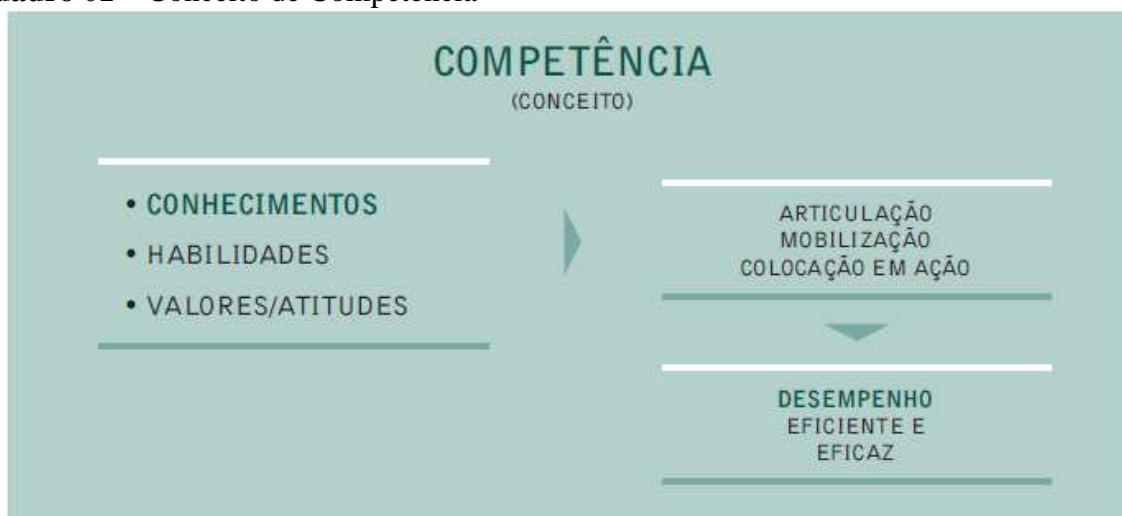 COMPETÊNCIA
(CONCEITO)
• CONHECIMENTOS
• HABILIDADES
• VALORES/ATITUDES
ARTICULAÇÃO
MOBILIZAÇÃO
COLOCAÇÃO EM AÇÃO
DESEMPENHO
EFICIENTE E
EFICAZ